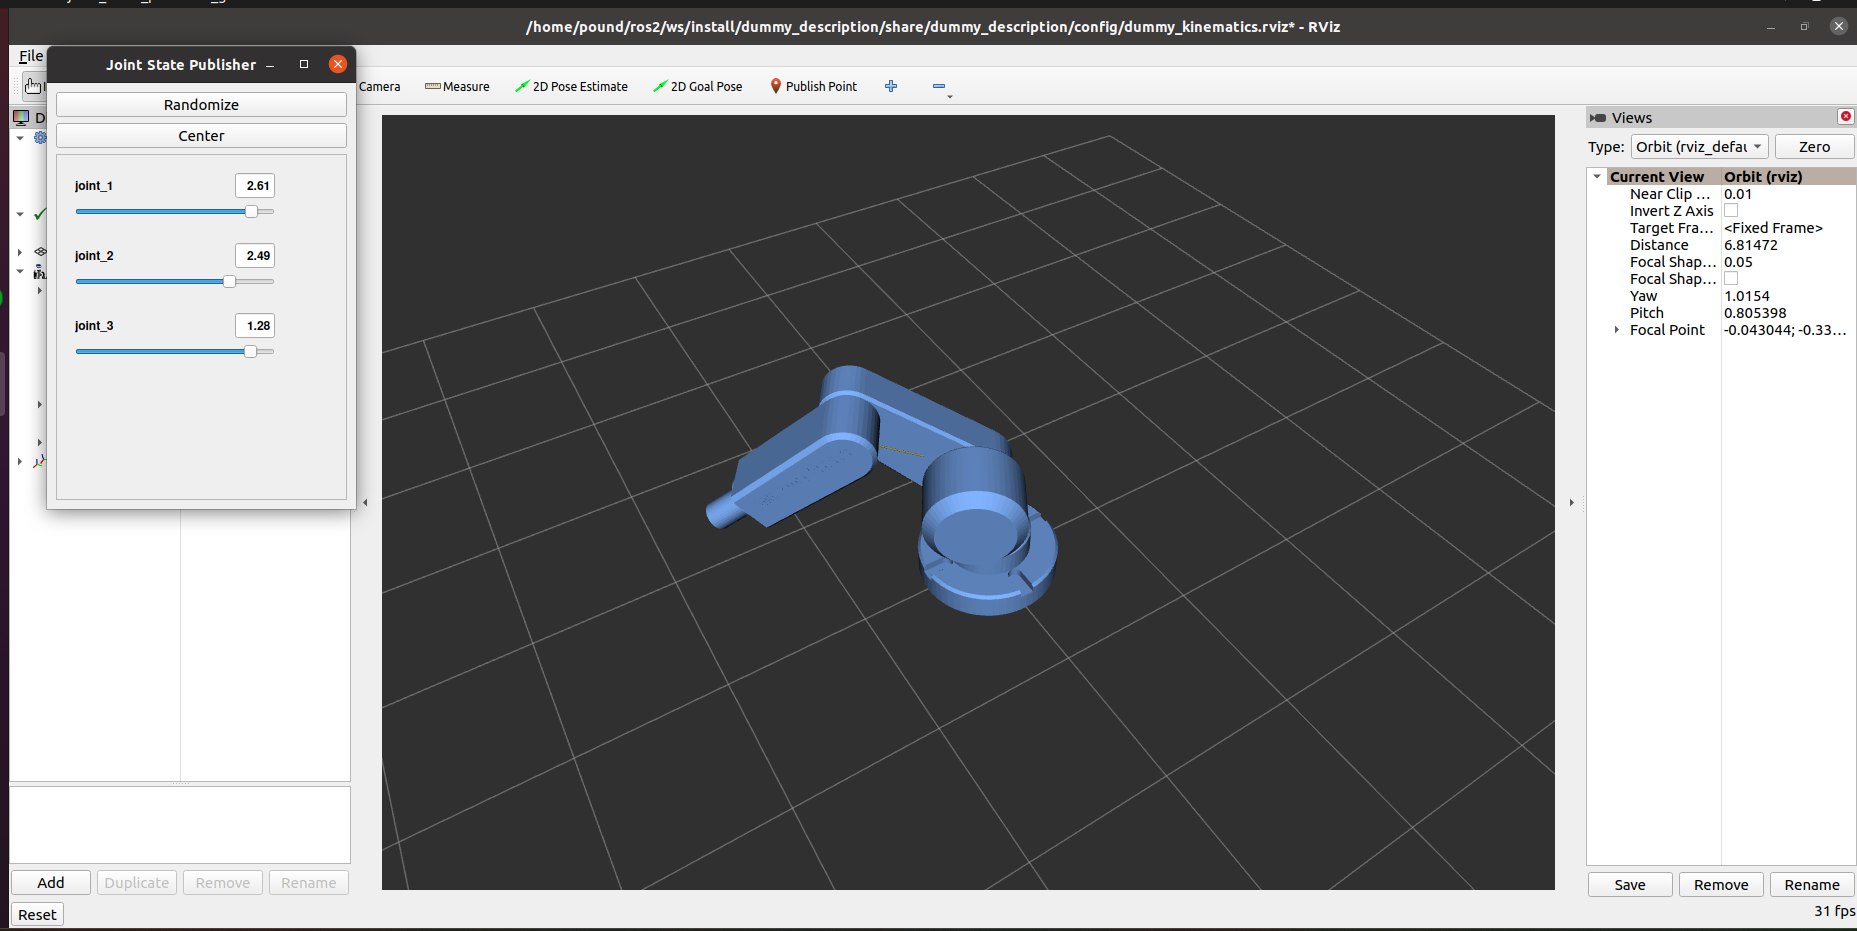 /home/pound/ros2/ws/install/dummy_description/share/dummy_description/config/dummy_kinematics.rviz* - RViz
File
Joint State Publisher
Camera
Measure
2D Pose Estimate
2D Goal Pose
Publish Point
Randomize
Center
joint_1 2.61
joint_2 2.49
joint_3 1.28
D
Views
Type: Orbit (rviz_defau Zero
Current View Orbit (rviz)
Near Clip ... 0.01
Invert Z Axis
Target Fra... <Fixed Frame>
Distance 6.81472
Focal Shap... 0.05
Focal Shap...
Yaw 1.0154
Pitch 0.805398
Focal Point -0.043044; -0.33...
Add Duplicate Remove Rename
Reset
Save Remove Rename
31 fps